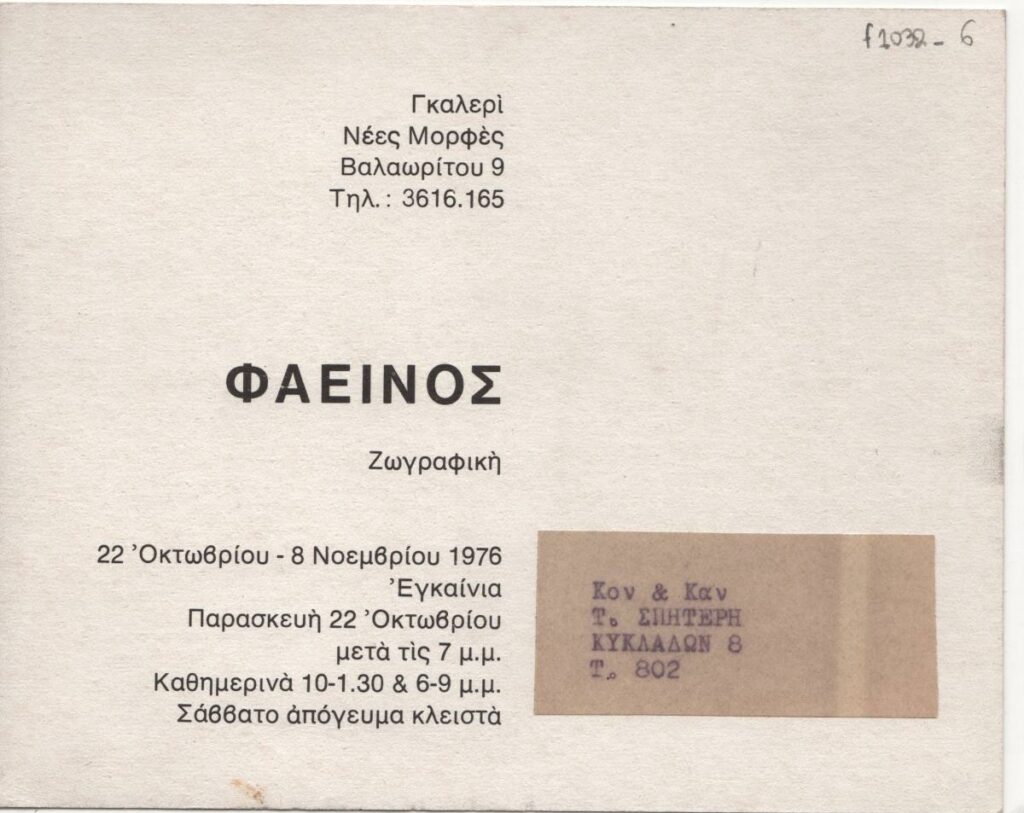 f1032-6
Γκαλερὶ
Νέες Μορφὲς
Βαλαωρίτου 9
Τηλ.: 3616.165
ΦΑΕΙΝΟΣ
Ζωγραφικὴ
22 Ὀκτωβρίου - 8 Νοεμβρίου 1976
Ἐγκαίνια
Παρασκευὴ 22 Ὀκτωβρίου
μετὰ τὶς 7 μ.μ.
Καθημερινὰ 10-1.30 & 6-9 μ.μ.
Σάββατο ἀπόγευμα κλειστὰ
Κον & Καν
Τ. ΣΠΗΤΕΡΗ
ΚΥΚΛΑΔΩΝ 8
Τ. 802